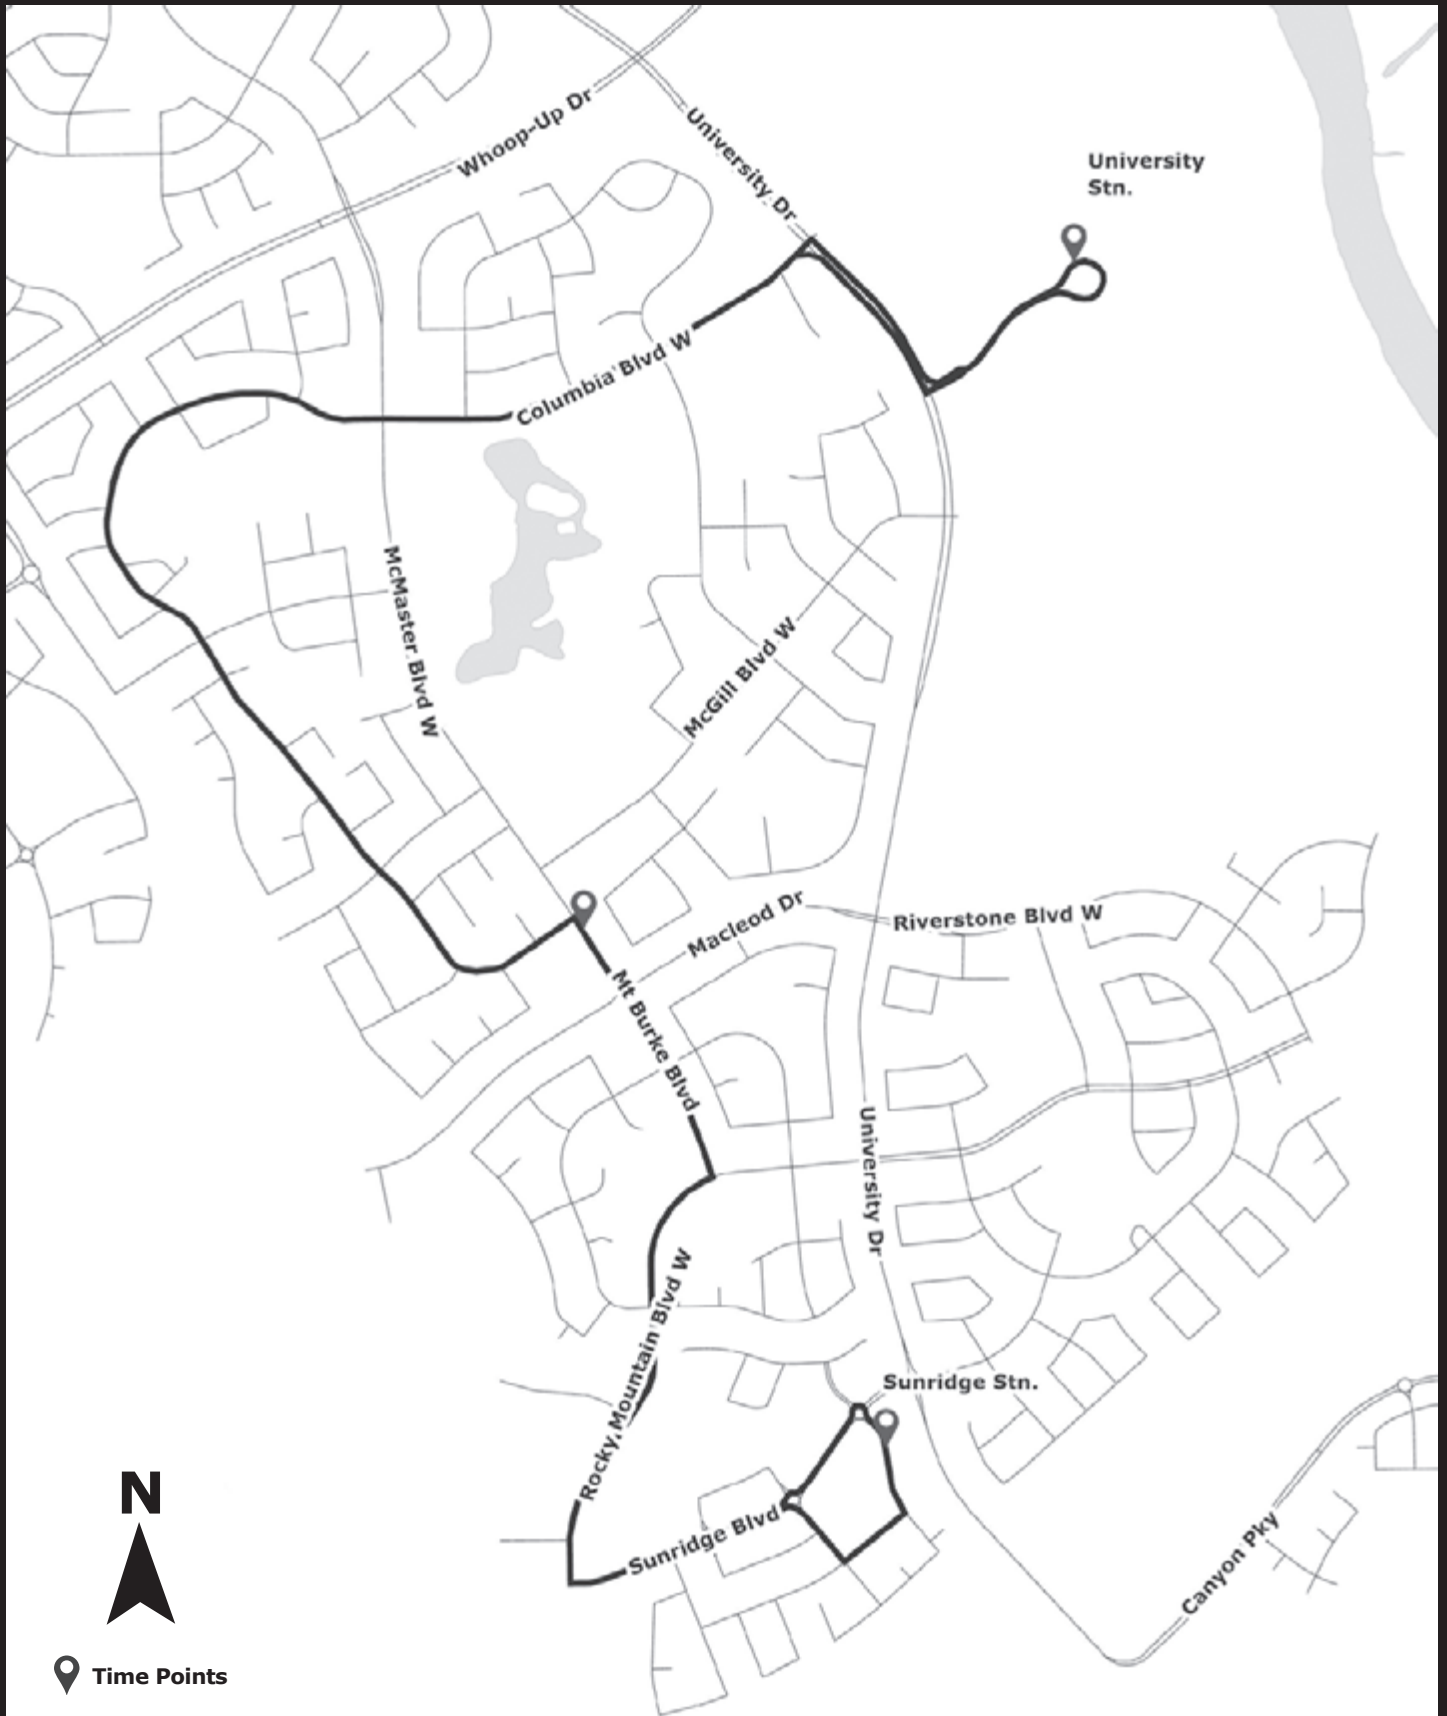 Whoop-Up Dr
University Dr
University
Stn.
Columbia Blvd W
McMaster Blvd W
McGill Blvd W
Macleod Dr
Riverstone Blvd W
Mt Burke Blvd
University Dr
Rocky Mountain Blvd W
Sunridge Stn.
Sunridge Blvd
Canyon Pky
N
Time Points